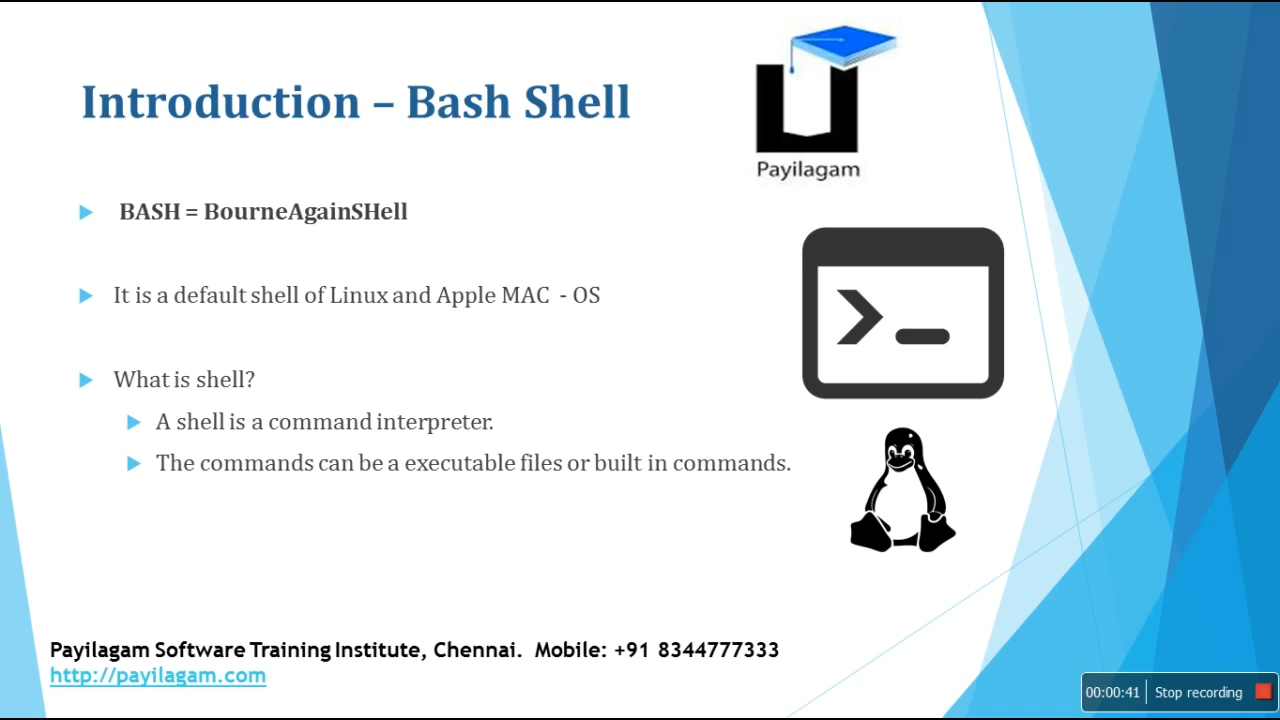 Introduction – Bash Shell
Payilagam
BASH = BourneAgainSHell
It is a default shell of Linux and Apple MAC - OS
What is shell?
A shell is a command interpreter.
The commands can be a executable files or built in commands.
Payilagam Software Training Institute, Chennai. Mobile: +91 8344777333
http://payilagam.com
00:00:41 Stop recording